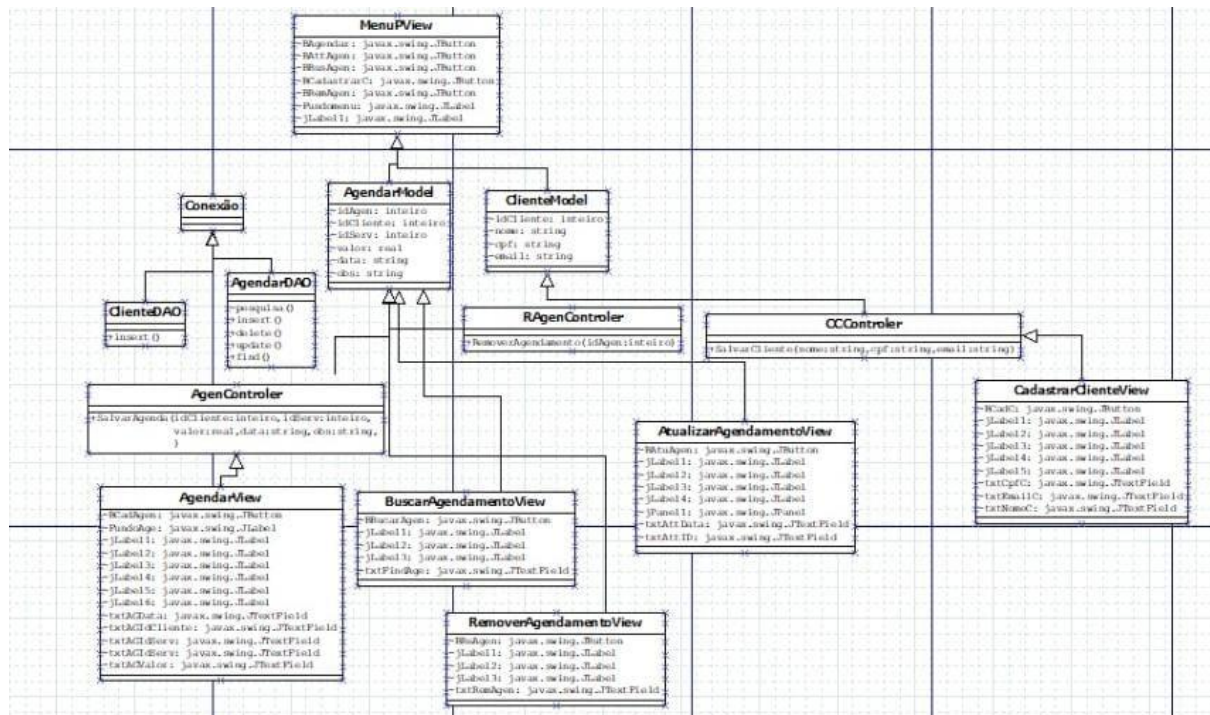 MenuPView
-BAgendar: javax.swing.JButton
-BAttAgen: javax.swing.JButton
-BBusAgen: javax.swing.JButton
-BCadastrarC: javax.swing.JButton
-BRemAgen: javax.swing.JButton
-Fundomenu: javax.swing.JLabel
-jLabel1: javax.swing.JLabel
Conexão
AgendarModel
-idAgen: inteiro
-idCliente: inteiro
-idServ: inteiro
-valor: real
-data: string
-obs: string
ClienteModel
-idCliente: inteiro
-nome: string
-cpf: string
-email: string
ClienteDAO
+insert()
AgendarDAO
-pesquisa()
+insert()
+delete()
+update()
+find()
RAgenControler
+RemoverAgendamento(idAgen:inteiro)
CCControler
+SalvarCliente(nome:string,cpf:string,email:string)
AgenControler
+SalvarAgenda(idCliente:inteiro,idServ:inteiro,
valor:real,data:string,obs:string,
)
CadastrarClienteView
-BCadC: javax.swing.JButton
-jLabel1: javax.swing.JLabel
-jLabel2: javax.swing.JLabel
-jLabel3: javax.swing.JLabel
-jLabel4: javax.swing.JLabel
-jLabel5: javax.swing.JLabel
-txtCpfC: javax.swing.JTextField
-txtEmailC: javax.swing.JTextField
-txtNomeC: javax.swing.JTextField
AtualizarAgendamentoView
-BAtuAgen: javax.swing.JButton
-jLabel1: javax.swing.JLabel
-jLabel2: javax.swing.JLabel
-jLabel3: javax.swing.JLabel
-jLabel4: javax.swing.JLabel
-jPanel1: javax.swing.JPanel
-txtAttData: javax.swing.JTextField
-txtAttID: javax.swing.JTextField
AgendarView
-BCadAgen: javax.swing.JButton
-FundoAge: javax.swing.JLabel
-jLabel1: javax.swing.JLabel
-jLabel2: javax.swing.JLabel
-jLabel3: javax.swing.JLabel
-jLabel4: javax.swing.JLabel
-jLabel5: javax.swing.JLabel
-jLabel6: javax.swing.JLabel
-txtAGData: javax.swing.JTextField
-txtAGIdCliente: javax.swing.JTextField
-txtAGIdServ: javax.swing.JTextField
-txtAGIdServ: javax.swing.JTextField
-txtAGValor: javax.swing.JTextField
BuscarAgendamentoView
-BBucarAgen: javax.swing.JButton
-jLabel1: javax.swing.JLabel
-jLabel2: javax.swing.JLabel
-jLabel3: javax.swing.JLabel
-txtFindAge: javax.swing.JTextField
RemoverAgendamentoView
-BReAgen: javax.swing.JButton
-jLabel1: javax.swing.JLabel
-jLabel2: javax.swing.JLabel
-jLabel3: javax.swing.JLabel
-txtRemAgen: javax.swing.JTextField